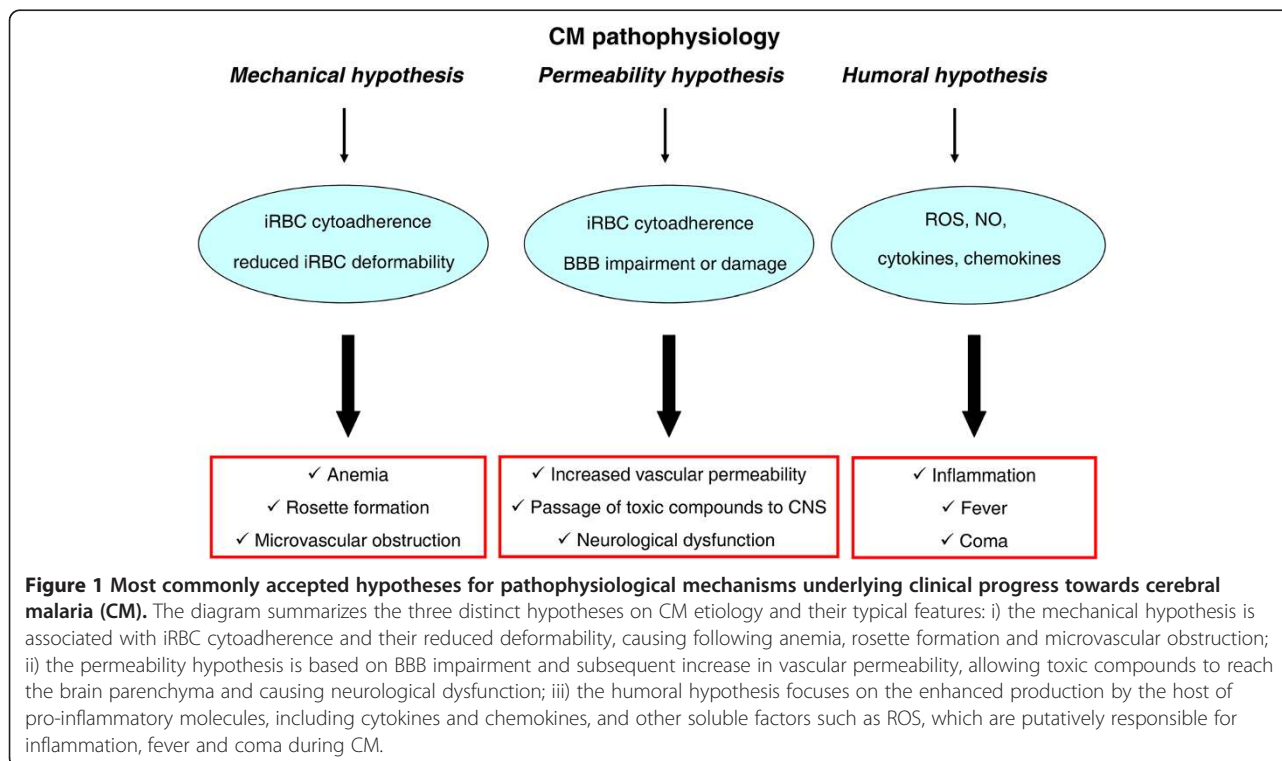 CM pathophysiology
Mechanical hypothesis
Permeability hypothesis
Humoral hypothesis
iRBC cytoadherence
reduced iRBC deformability
iRBC cytoadherence
BBB impairment or damage
ROS, NO,
cytokines, chemokines
✓ Anemia
✓ Rosette formation
✓ Microvascular obstruction
✓ Increased vascular permeability
✓ Passage of toxic compounds to CNS
✓ Neurological dysfunction
✓ Inflammation
✓ Fever
✓ Coma
Figure 1 Most commonly accepted hypotheses for pathophysiological mechanisms underlying clinical progress towards cerebral
malaria (CM). The diagram summarizes the three distinct hypotheses on CM etiology and their typical features: i) the mechanical hypothesis is
associated with iRBC cytoadherence and their reduced deformability, causing following anemia, rosette formation and microvascular obstruction;
ii) the permeability hypothesis is based on BBB impairment and subsequent increase in vascular permeability, allowing toxic compounds to reach
the brain parenchyma and causing neurological dysfunction; iii) the humoral hypothesis focuses on the enhanced production by the host of
pro-inflammatory molecules, including cytokines and chemokines, and other soluble factors such as ROS, which are putatively responsible for
inflammation, fever and coma during CM.